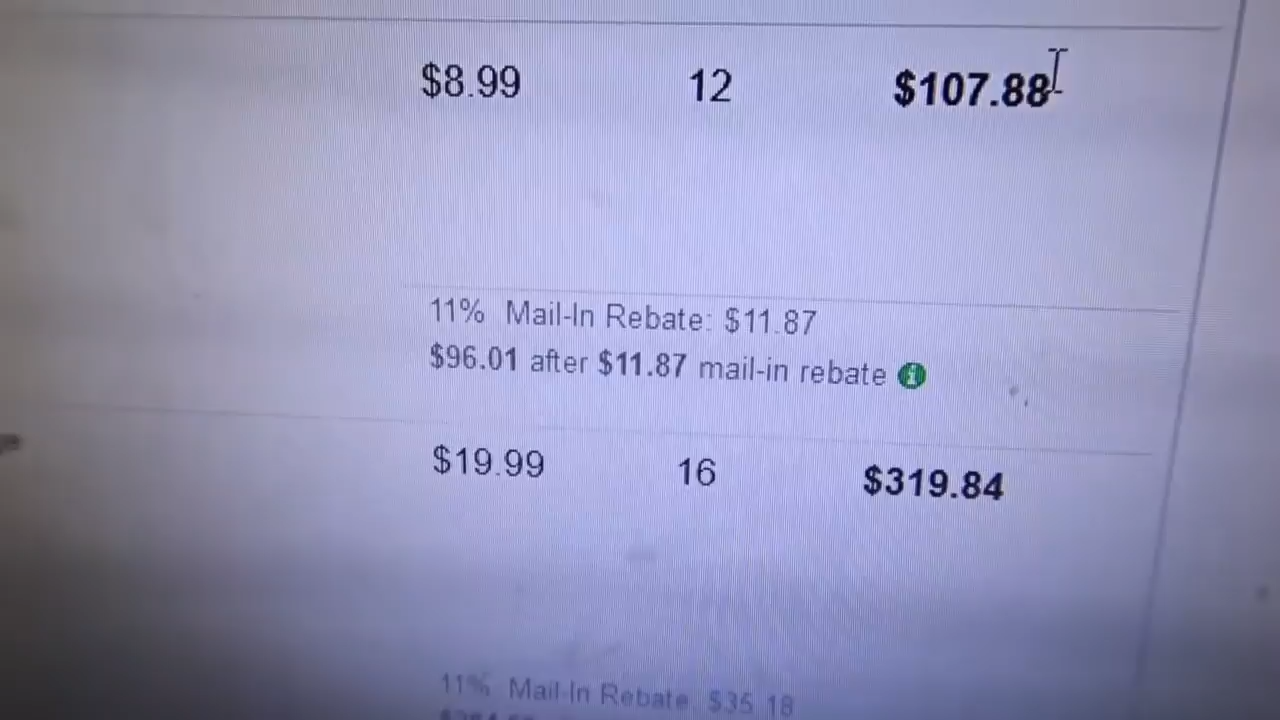 $8.99 12 $107.88
11% Mail-In Rebate: $11.87
$96.01 after $11.87 mail-in rebate
$19.99 16 $319.84
11% Mail-In Rebate $35.18